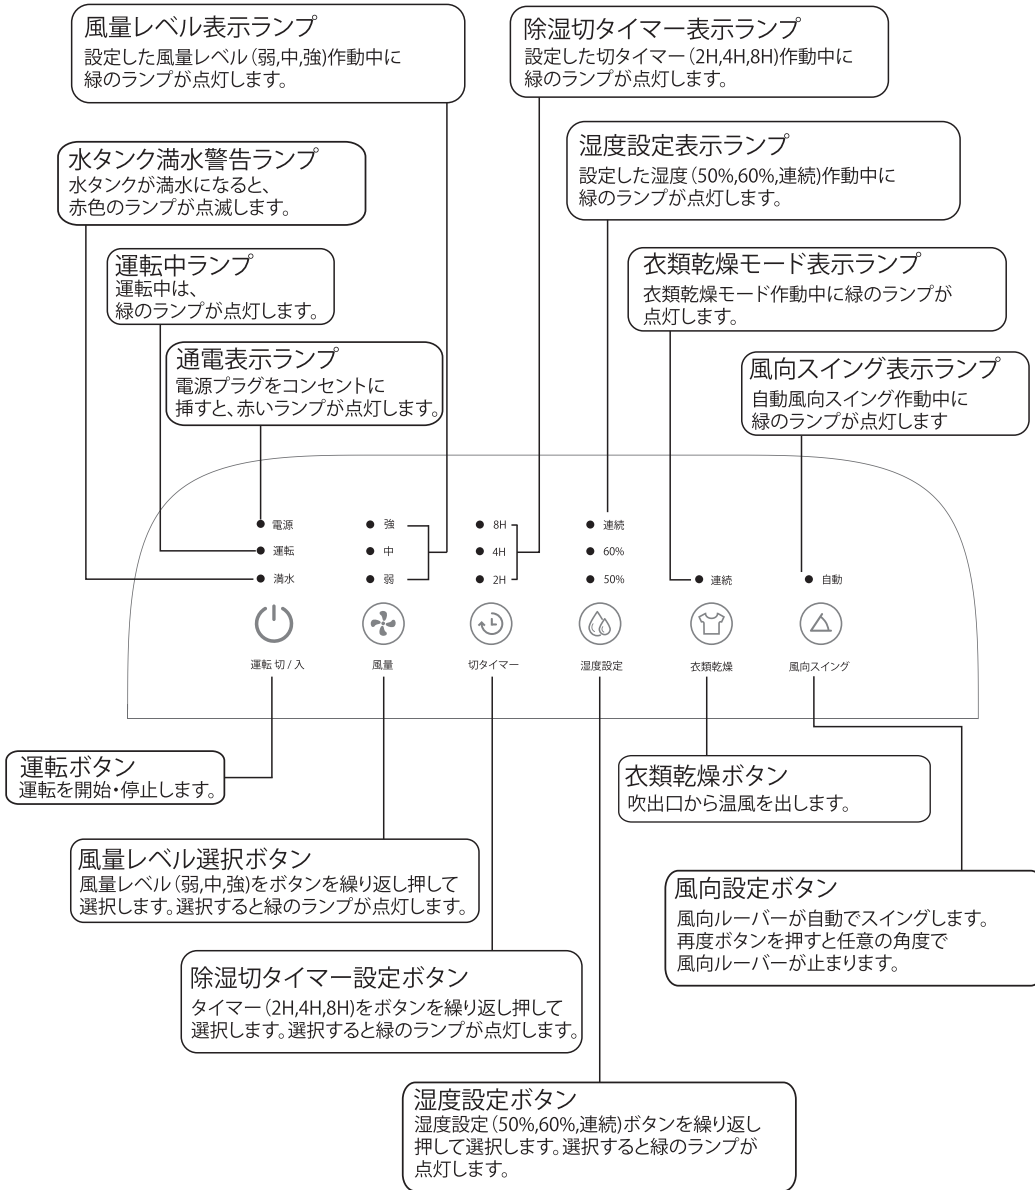 風量レベル表示ランプ
設定した風量レベル（弱,中,強)作動中に
緑のランプが点灯します。
除湿切タイマー表示ランプ
設定した切タイマー（2H,4H,8H)作動中に
緑のランプが点灯します。
水タンク満水警告ランプ
水タンクが満水になると、
赤色のランプが点滅します。
湿度設定表示ランプ
設定した湿度（50%,60%,連続)作動中に
緑のランプが点灯します。
運転中ランプ
運転中は、
緑のランプが点灯します。
衣類乾燥モード表示ランプ
衣類乾燥モード作動中に緑のランプが
点灯します。
通電表示ランプ
電源プラグをコンセントに
挿すと、赤いランプが点灯します。
風向スイング表示ランプ
自動風向スイング作動中に
緑のランプが点灯します
電源
運転
満水
強
中
弱
8H
4H
2H
連続
60%
50%
連続
自動
運転 切 / 入
風量
切タイマー
湿度設定
衣類乾燥
風向スイング
運転ボタン
運転を開始・停止します。
衣類乾燥ボタン
吹出口から温風を出します。
風量レベル選択ボタン
風量レベル（弱,中,強)をボタンを繰り返し押して
選択します。選択すると緑のランプが点灯します。
風向設定ボタン
風向ルーバーが自動でスイングします。
再度ボタンを押すと任意の角度で
風向ルーバーが止まります。
除湿切タイマー設定ボタン
タイマー（2H,4H,8H)をボタンを繰り返し押して
選択します。選択すると緑のランプが点灯します。
湿度設定ボタン
湿度設定（50%,60%,連続)ボタンを繰り返し
押して選択します。選択すると緑のランプが
点灯します。